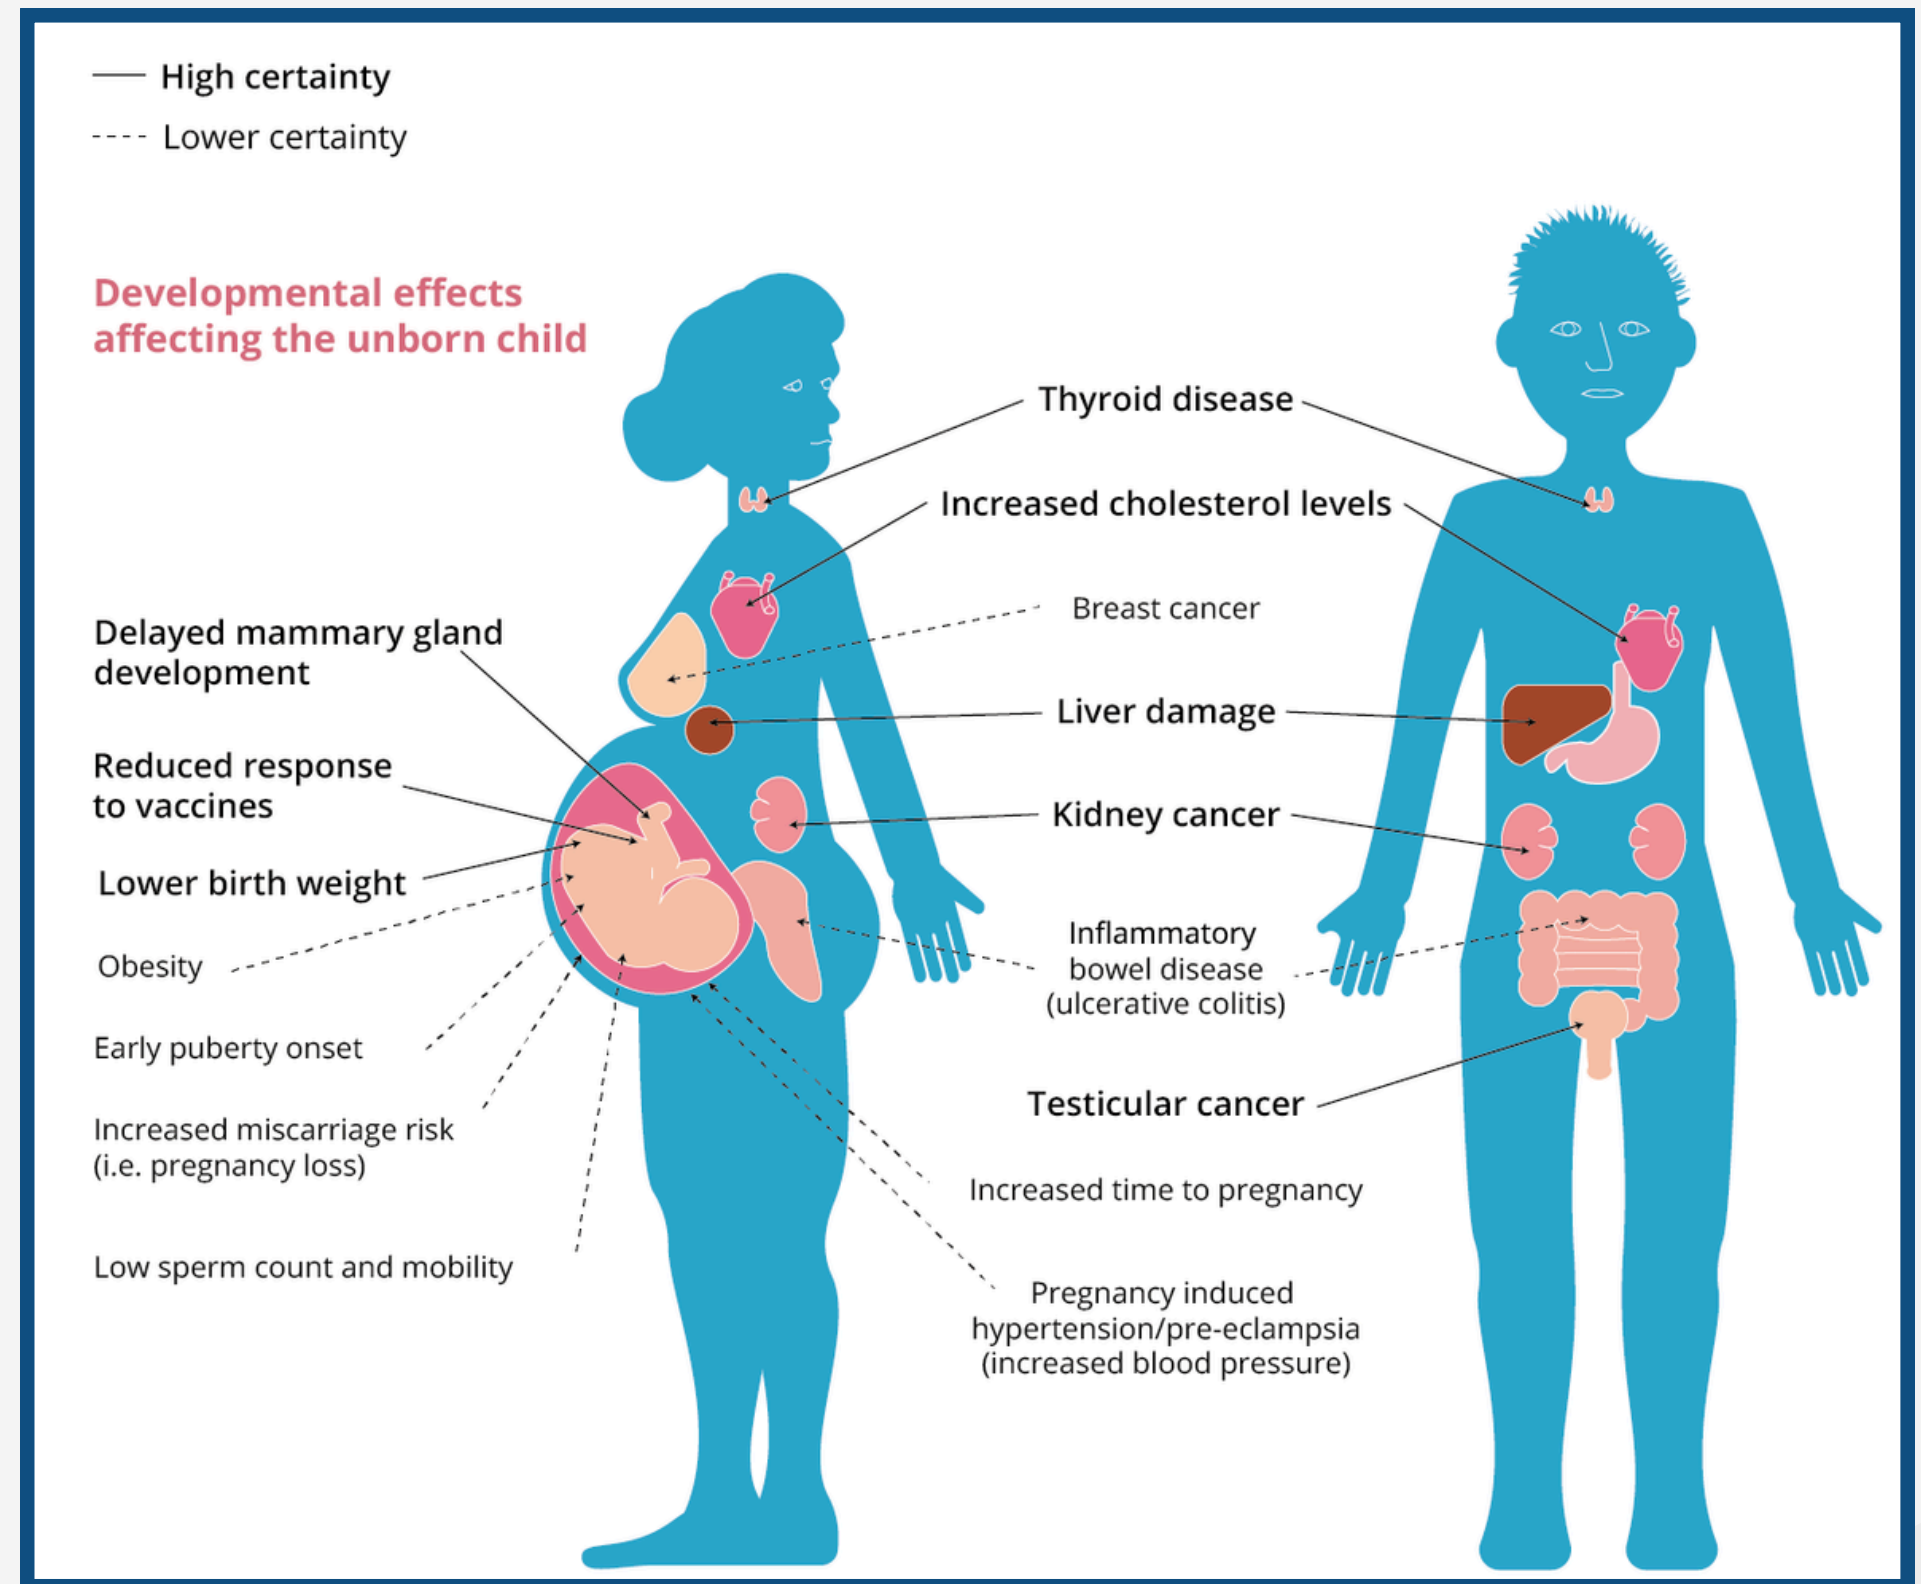 High certainty
Lower certainty
Developmental effects
affecting the unborn child
Delayed mammary gland
development
Reduced response
to vaccines
Lower birth weight
Obesity
Early puberty onset
Increased miscarriage risk
(i.e. pregnancy loss)
Low sperm count and mobility
Thyroid disease
Increased cholesterol levels
Breast cancer
Liver damage
Kidney cancer
Inflammatory
bowel disease
(ulcerative colitis)
Testicular cancer
Increased time to pregnancy
Pregnancy induced
hypertension/pre-eclampsia
(increased blood pressure)